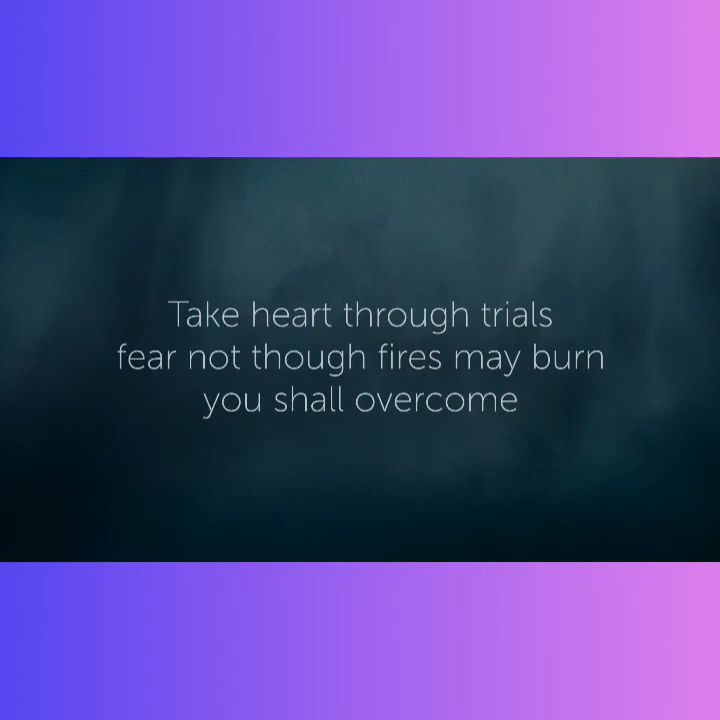 Take heart through trials
fear not though fires may burn
you shall overcome